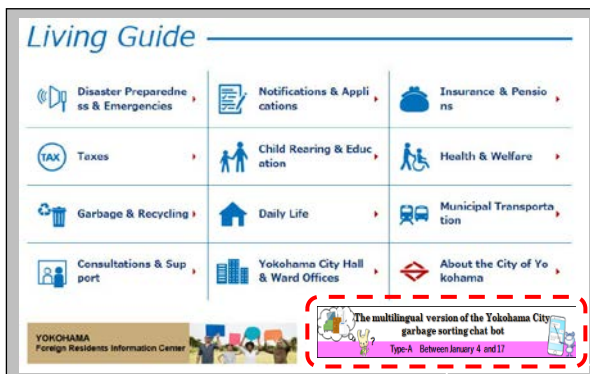 Living Guide
Disaster Preparedne
ss & Emergencies
Notifications & Appli
cations
Insurance & Pensio
ns
TAX
Taxes
Child Rearing & Educ
ation
Health & Welfare
Garbage & Recycling
Daily Life
Municipal Transporta
tion
Consultations & Sup
port
Yokohama City Hall
& Ward Offices
About the City of Yo
kohama
YOKOHAMA
Foreign Residents Information Center
The multilingual version of the Yokohama City
garbage sorting chat bot
?
Type-A Between January 4 and 17